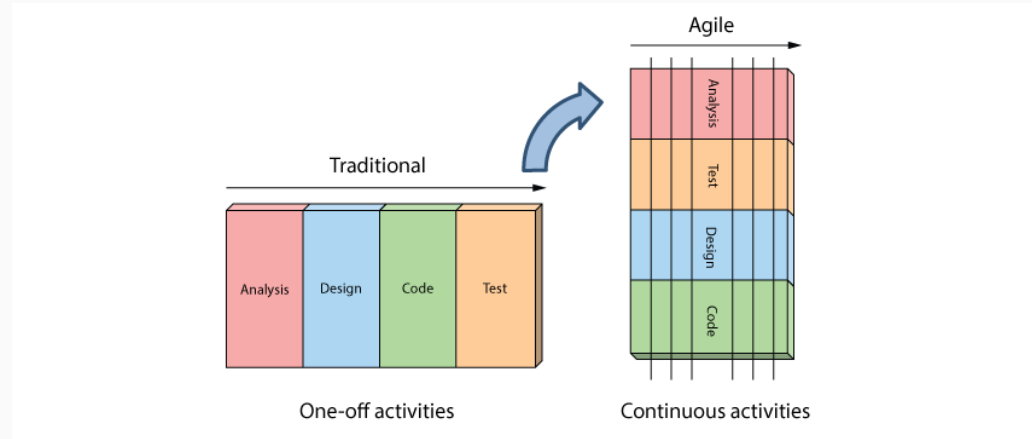 Traditional
Analysis
Design
Code
Test
One-off activities
Agile
Analysis
Test
Design
Code
Continuous activities